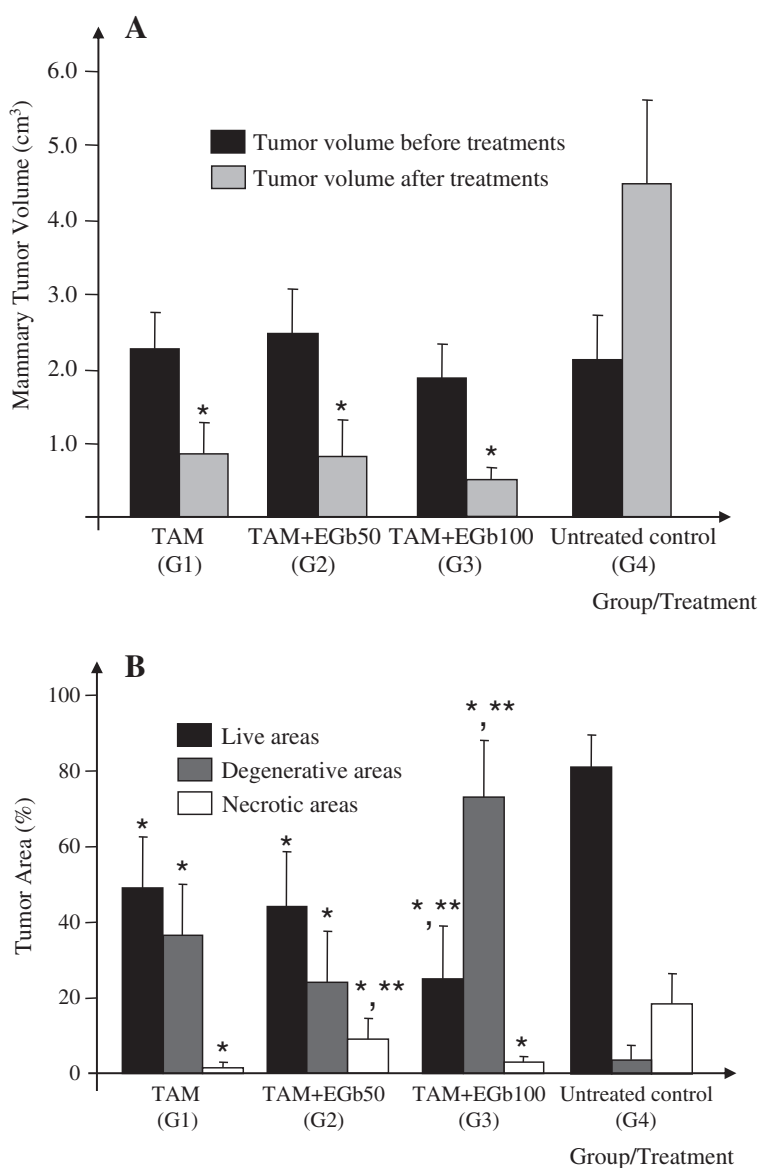 A
Mammary Tumor Volume (cm³)
6.0
5.0
4.0
3.0
2.0
1.0
Tumor volume before treatments
Tumor volume after treatments
*
*
*
TAM TAM+EGb50 TAM+EGb100 Untreated control
(G1) (G2) (G3) (G4)
Group/Treatment
B
Tumor Area (%)
100
80
60
40
20
0
Live areas
Degenerative areas
Necrotic areas
*
*
*
*
*
*,**
*,**
*,**
*
TAM TAM+EGb50 TAM+EGb100 Untreated control
(G1) (G2) (G3) (G4)
Group/Treatment